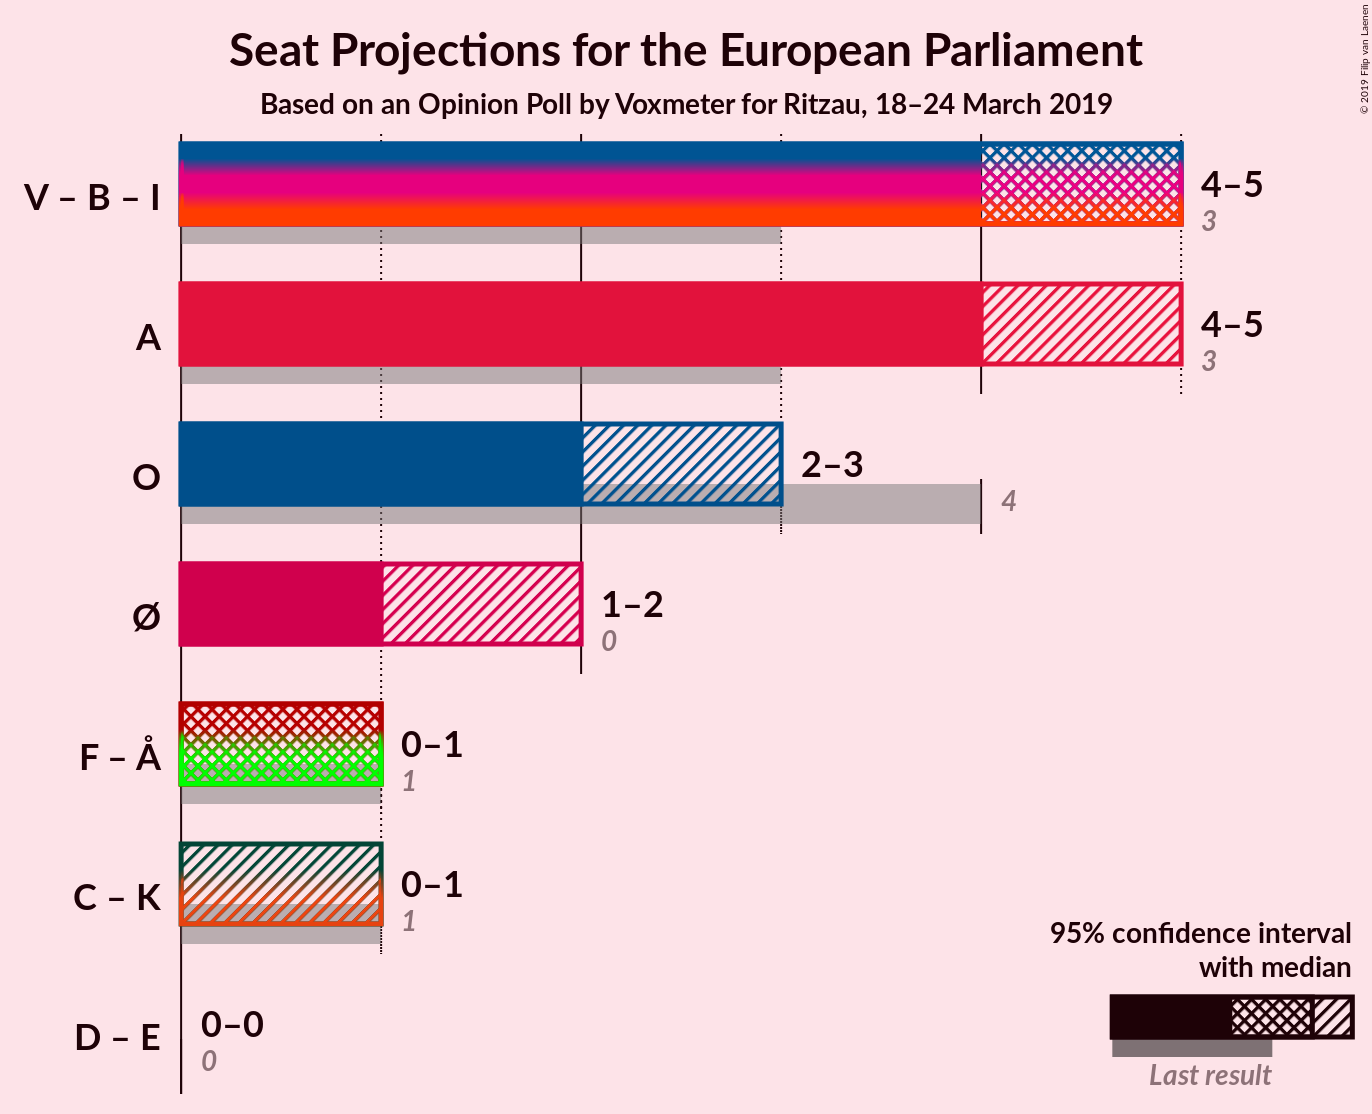 Seat Projections for the European Parliament
Based on an Opinion Poll by Voxmeter for Ritzau, 18–24 March 2019
© 2019 Filip van Laenen
V – B – I
4–5
3
A
4–5
3
O
2–3
4
Ø
1–2
0
F – Å
0–1
1
C – K
0–1
1
D – E
0–0
0
95% confidence interval
with median
Last result